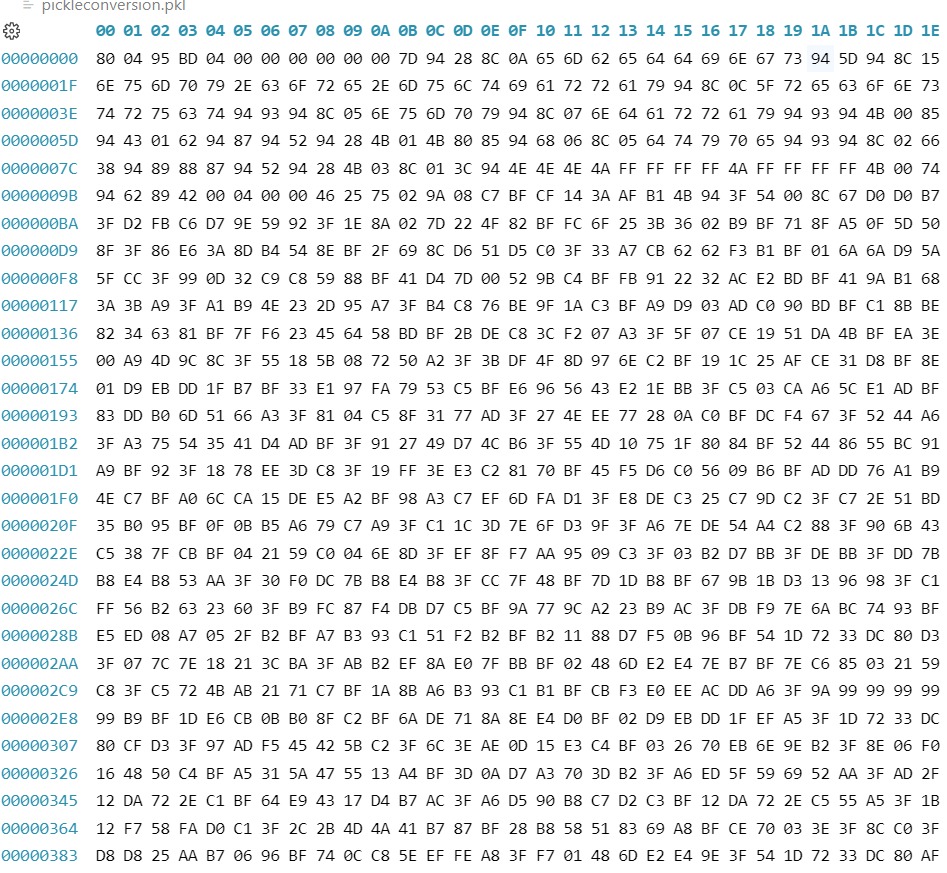 pickleconversion.pkl
00 01 02 03 04 05 06 07 08 09 0A 0B 0C 0D 0E 0F 10 11 12 13 14 15 16 17 18 19 1A 1B 1C 1D 1E
00000000 80 04 95 BD 04 00 00 00 00 00 00 7D 94 28 8C 0A 65 6D 62 65 64 64 69 6E 67 73 94 5D 94 8C 15
0000001F 6E 75 6D 70 79 2E 63 6F 72 65 2E 6D 75 6C 74 69 61 72 72 61 79 94 8C 0C 5F 72 65 63 6F 6E 73
0000003E 74 72 75 63 74 94 93 94 8C 05 6E 75 6D 70 79 94 8C 07 6E 64 61 72 72 61 79 94 93 94 4B 00 85
0000005D 94 43 01 62 94 87 94 52 94 28 4B 01 4B 80 85 94 68 06 8C 05 64 74 79 70 65 94 93 94 8C 02 66
0000007C 38 94 89 88 87 94 52 94 28 4B 03 8C 01 3C 94 4E 4E 4E 4A FF FF FF FF 4A FF FF FF FF 4B 00 74
0000009B 94 62 89 42 00 04 00 00 46 25 75 02 9A 08 C7 BF CF 14 3A AF B1 4B 94 3F 54 00 8C 67 D0 D0 B7
000000BA 3F D2 FB C6 D7 9E 59 92 3F 1E 8A 02 7D 22 4F 82 BF FC 6F 25 3B 36 02 B9 BF 71 8F A5 0F 5D 50
000000D9 8F 3F 86 E6 3A 8D B4 54 8E BF 2F 69 8C D6 51 D5 C0 3F 33 A7 CB 62 62 F3 B1 BF 01 6A 6A D9 5A
000000F8 5F CC 3F 99 0D 32 C9 C8 59 88 BF 41 D4 7D 00 52 9B C4 BF FB 91 22 32 AC E2 BD BF 41 9A B1 68
00000117 3A 3B A9 3F A1 B9 4E 23 2D 95 A7 3F B4 C8 76 BE 9F 1A C3 BF A9 D9 03 AD C0 90 BD BF C1 8B BE
00000136 82 34 63 81 BF 7F F6 23 45 64 58 BD BF 2B DE C8 3C F2 07 A3 3F 5F 07 CE 19 51 DA 4B BF EA 3E
00000155 00 A9 4D 9C 8C 3F 55 18 5B 08 72 50 A2 3F 3B DF 4F 8D 97 6E C2 BF 19 1C 25 AF CE 31 D8 BF 8E
00000174 01 D9 EB DD 1F B7 BF 33 E1 97 FA 79 53 C5 BF E6 96 56 43 E2 1E BB 3F C5 03 CA A6 5C E1 AD BF
00000193 83 DD B0 6D 51 66 A3 3F 81 04 C5 8F 31 77 AD 3F 27 4E EE 77 28 0A C0 BF DC F4 67 3F 52 44 A6
000001B2 3F A3 75 54 35 41 D4 AD BF 3F 91 27 49 D7 4C B6 3F 55 4D 10 75 1F 80 84 BF 52 44 86 55 BC 91
000001D1 A9 BF 92 3F 18 78 EE 3D C8 3F 19 FF 3E E3 C2 81 70 BF 45 F5 D6 C0 56 09 B6 BF AD DD 76 A1 B9
000001F0 4E C7 BF A0 6C CA 15 DE E5 A2 BF 98 A3 C7 EF 6D FA D1 3F E8 DE C3 25 C7 9D C2 3F C7 2E 51 BD
0000020F 35 B0 95 BF 0F 0B B5 A6 79 C7 A9 3F C1 1C 3D 7E 6F D3 9F 3F A6 7E DE 54 A4 C2 88 3F 90 6B 43
0000022E C5 38 7F CB BF 04 21 59 C0 04 6E 8D 3F EF 8F F7 AA 95 09 C3 3F 03 B2 D7 BB 3F DE BB 3F DD 7B
0000024D B8 E4 B8 53 AA 3F 30 F0 DC 7B B8 E4 B8 3F CC 7F 48 BF 7D 1D B8 BF 67 9B 1B D3 13 96 98 3F C1
0000026C FF 56 B2 63 23 60 3F B9 FC 87 F4 DB D7 C5 BF 9A 77 9C A2 23 B9 AC 3F DB F9 7E 6A BC 74 93 BF
0000028B E5 ED 08 A7 05 2F B2 BF A7 B3 93 C1 51 F2 B2 BF B2 11 88 D7 F5 0B 96 BF 54 1D 72 33 DC 80 D3
000002AA 3F 07 7C 7E 18 21 3C BA 3F AB B2 EF 8A E0 7F BB BF 02 48 6D E2 E4 7E B7 BF 7E C6 85 03 21 59
000002C9 C8 3F C5 72 4B AB 21 71 C7 BF 1A 8B A6 B3 93 C1 B1 BF CB F3 E0 EE AC DD A6 3F 9A 99 99 99 99
000002E8 99 B9 BF 1D E6 CB 0B B0 8F C2 BF 6A DE 71 8A 8E E4 D0 BF 02 D9 EB DD 1F EF A5 3F 1D 72 33 DC
00000307 80 CF D3 3F 97 AD F5 45 42 5B C2 3F 6C 3E AE 0D 15 E3 C4 BF 03 26 70 EB 6E 9E B2 3F 8E 06 F0
00000326 16 48 50 C4 BF A5 31 5A 47 55 13 A4 BF 3D 0A D7 A3 70 3D B2 3F A6 ED 5F 59 69 52 AA 3F AD 2F
00000345 12 DA 72 2E C1 BF 64 E9 43 17 D4 B7 AC 3F A6 D5 90 B8 C7 D2 C3 BF 12 DA 72 2E C5 55 A5 3F 1B
00000364 12 F7 58 FA D0 C1 3F 2C 2B 4D 4A 41 B7 87 BF 28 B8 58 51 83 69 A8 BF CE 70 03 3E 3F 8C C0 3F
00000383 D8 D8 25 AA B7 06 96 BF 74 0C C8 5E EF FE A8 3F F7 01 48 6D E2 E4 9E 3F 54 1D 72 33 DC 80 AF